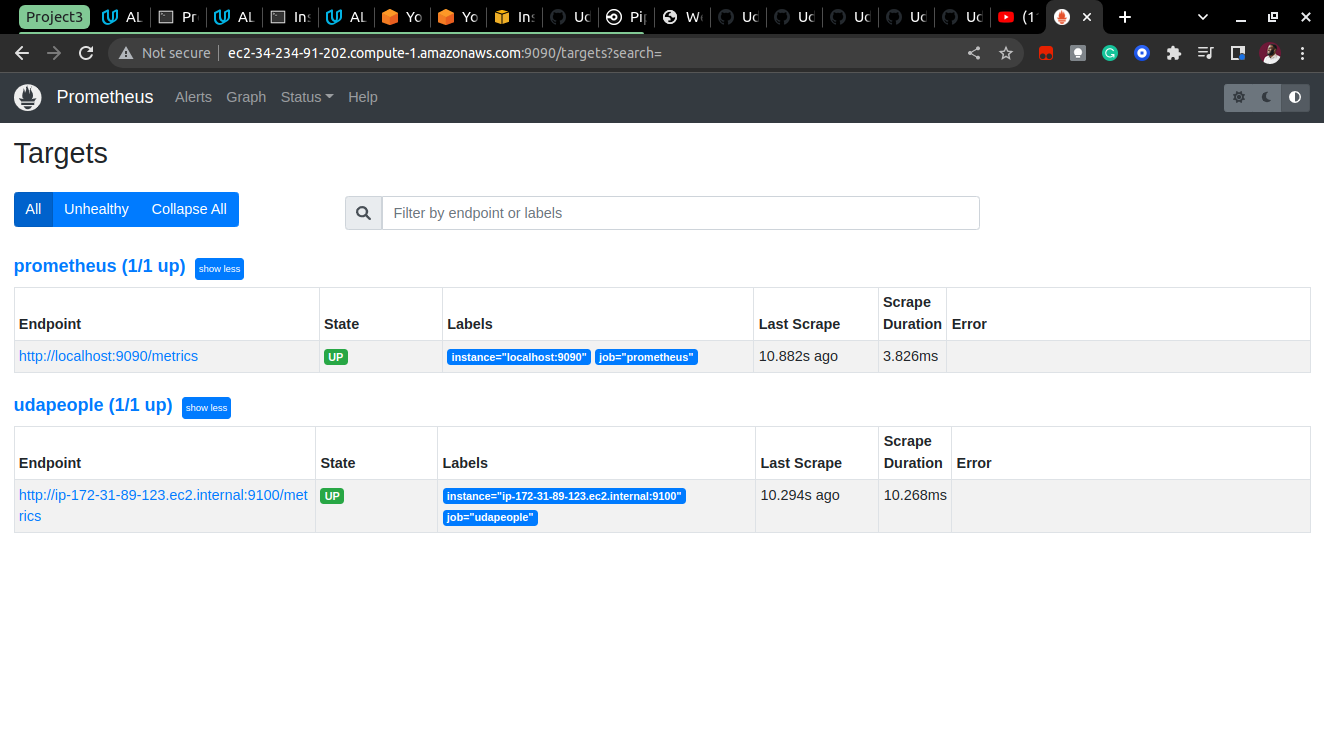 Project3 AL Pr AL Ins AL Yo Yo Ins Ud Pip We Ud Ud Ud Ud Ud (1
Not secure ec2-34-234-91-202.compute-1.amazonaws.com:9090/targets?search=
Prometheus Alerts Graph Status Help
Targets
All Unhealthy Collapse All Filter by endpoint or labels
prometheus (1/1 up) show less
Endpoint State Labels Last Scrape Scrape Duration Error
http://localhost:9090/metrics UP instance="localhost:9090" job="prometheus" 10.882s ago 3.826ms
udapeople (1/1 up) show less
Endpoint State Labels Last Scrape Scrape Duration Error
http://ip-172-31-89-123.ec2.internal:9100/metrics UP instance="ip-172-31-89-123.ec2.internal:9100" job="udapeople" 10.294s ago 10.268ms